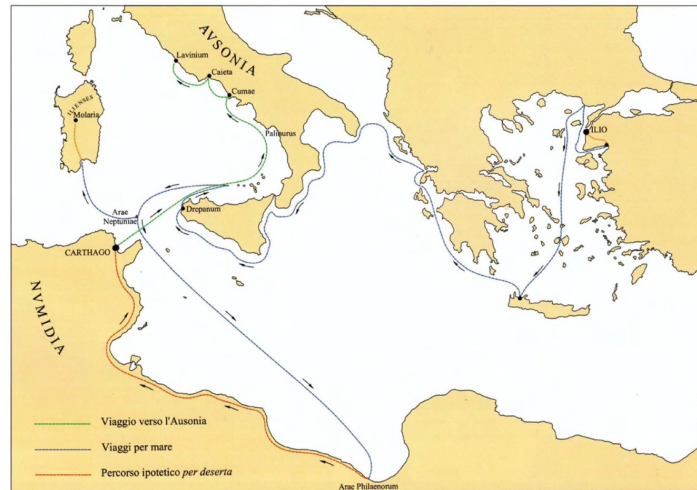 AVSONIA
Lavinium
Caieta
Cumae
ILIENSES
Molaria
Palinurus
ILIO
Arae
Neptuniae
Drepanum
CARTHAGO
NVMIDIA
Viaggio verso l'Ausonia
Viaggi per mare
Percorso ipotetico per deserta
Arae Philaenorum